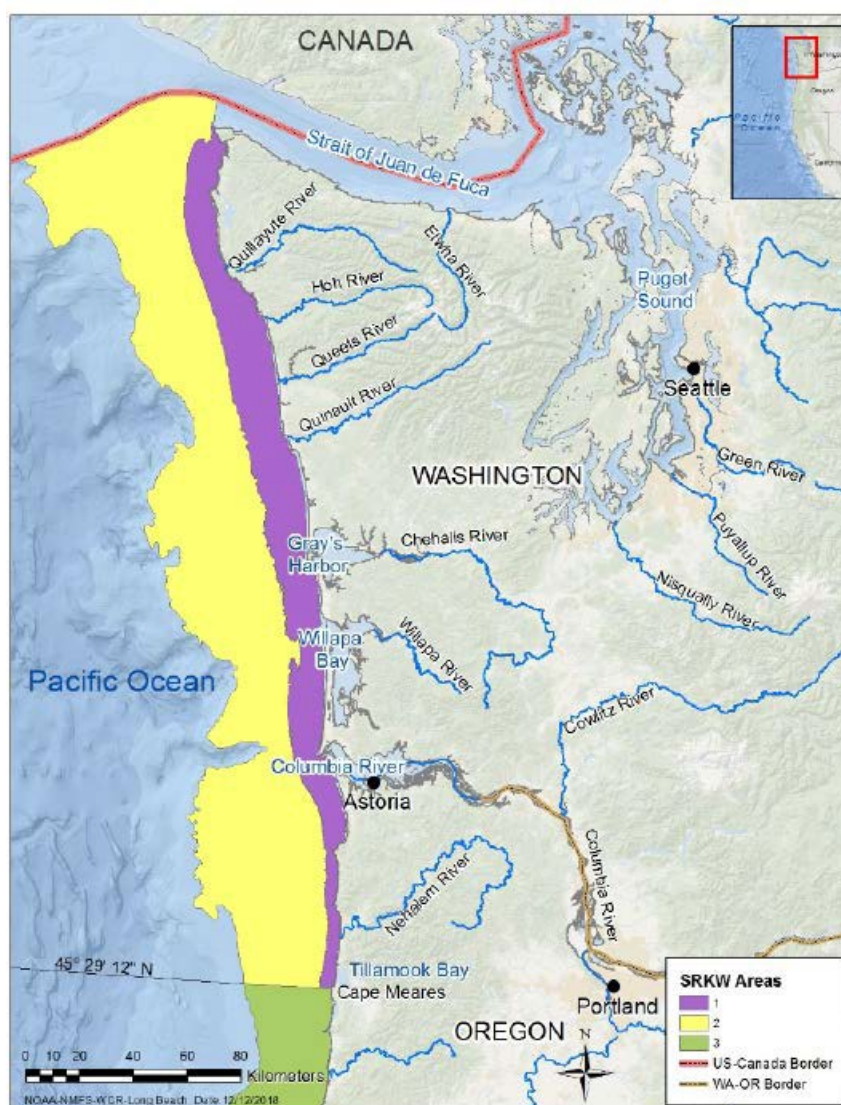 CANADA
Washington
Oregon
Pacific
Ocean
Strait of Juan de Fuca
Quillayute River
Elwha River
Hoh River
Puget
Sound
Queets River
Seattle
Quinault River
WASHINGTON
Green River
Chehalis River
Gray's
Harbor
Puyallup River
Nisqually River
Willapa
Bay
Willapa River
Pacific Ocean
Cowlitz River
Columbia River
Astoria
Columbia River
Nehalem River
45° 29' 12" N
Tillamook Bay
Cape Meares
Portland
OREGON
N
SRKW Areas
1
2
3
US-Canada Border
WA-OR Border
0 10 20 40 60 80
Kilometers
NOAA-NMFS-WCR-Long Beach Date: 12/12/2018